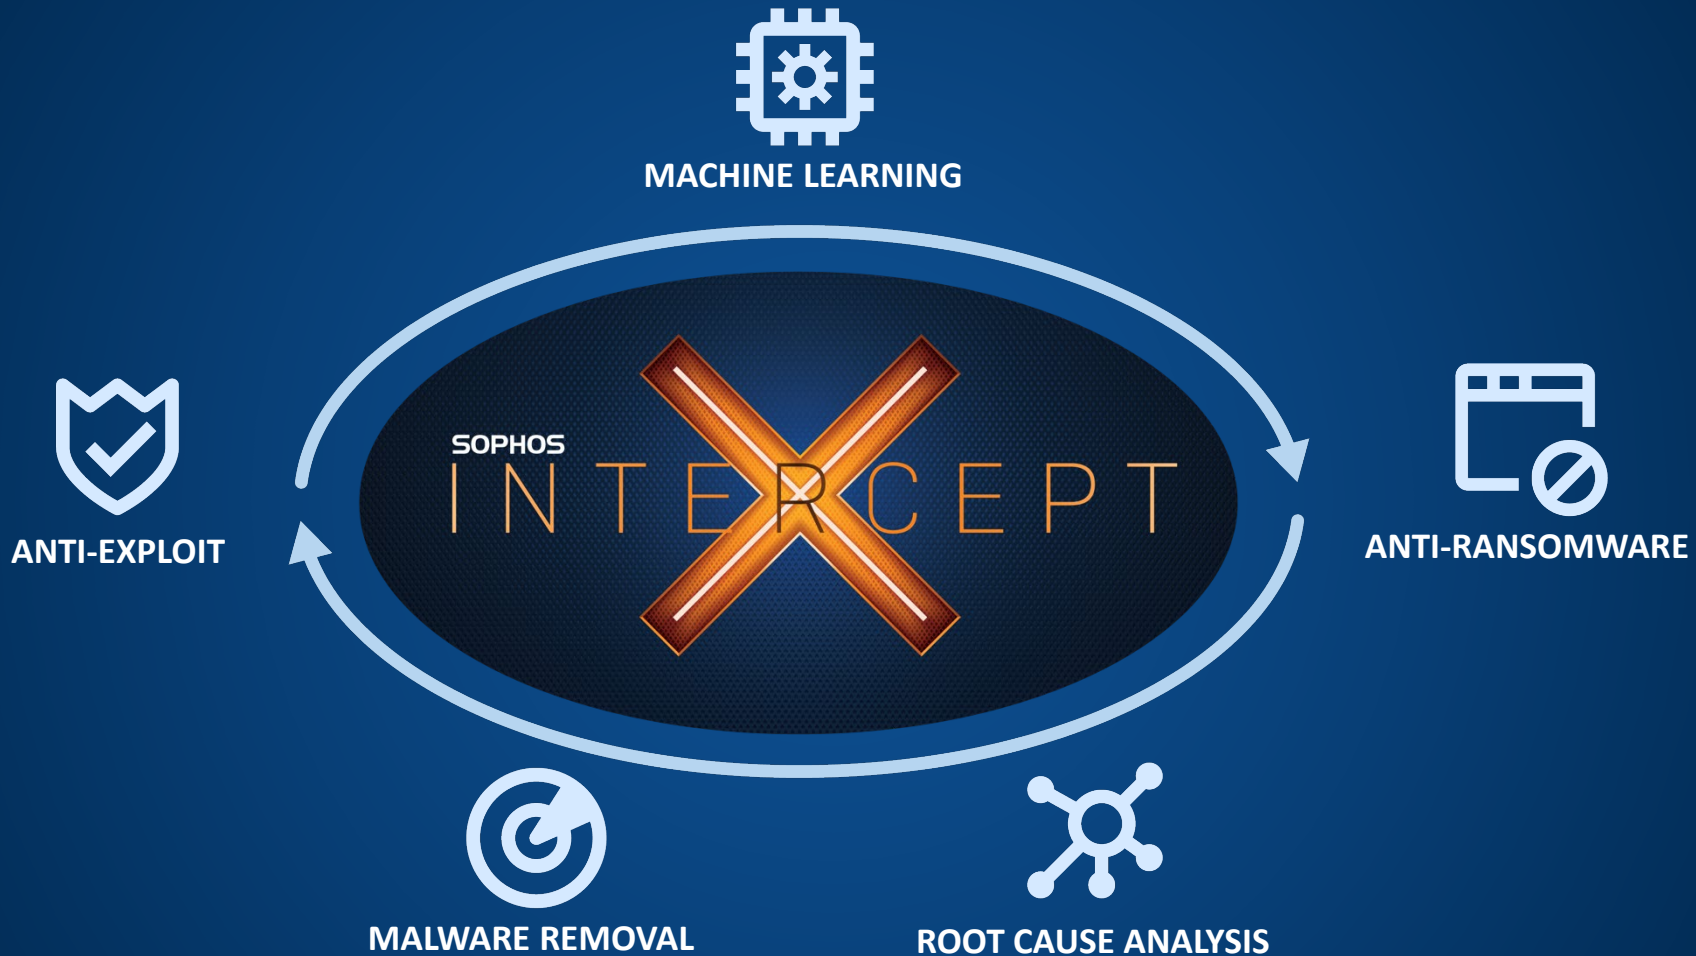 MACHINE LEARNING
SOPHOS
INTERCEPT
ANTI-EXPLOIT
ANTI-RANSOMWARE
MALWARE REMOVAL
ROOT CAUSE ANALYSIS